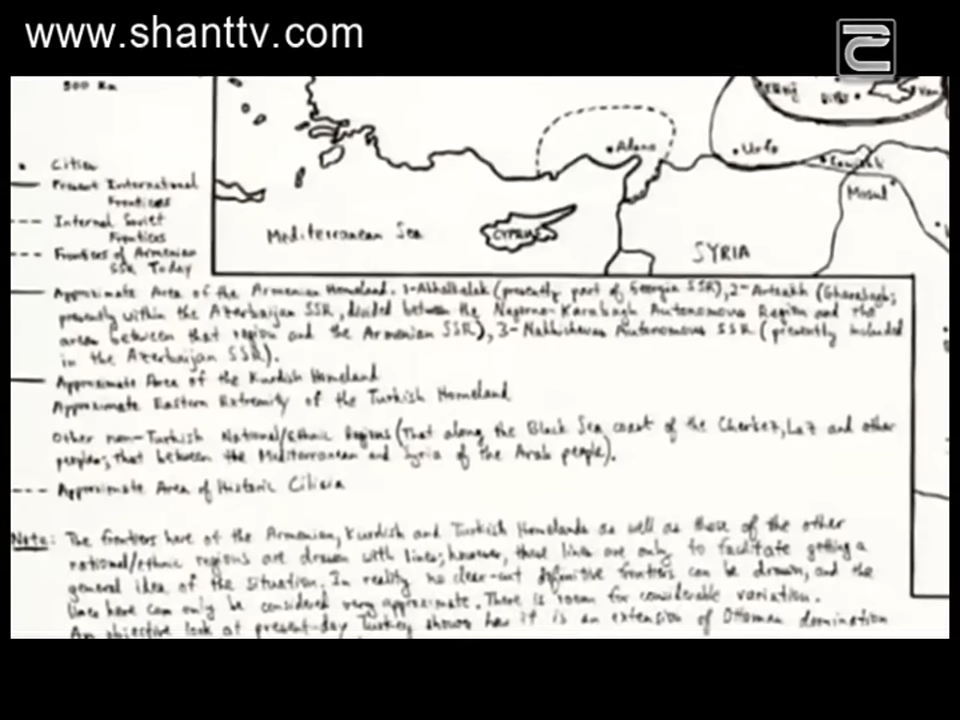 www.shanttv.com
500 Km
Adana
Urfa
Van
Mosul
Cities
Present International
Frontiers
Internal Soviet
Frontiers
Frontiers of Armenian
SSR Today
Mediterranean Sea
CYPRUS
SYRIA
Approximate Area of the Armenian Homeland. 1-Akhalkalak (presently part of Georgia SSR), 2-Artsakh (Gharabagh;
presently within the Azerbaijan SSR, divided between the Nagorno-Karabagh Autonomous Region and the
areas between that region and the Armenian SSR), 3-Nakhichevan Autonomous SSR (presently included
in the Azerbaijan SSR).
Approximate Area of the Kurdish Homeland
Approximate Eastern Extremity of the Turkish Homeland
Other non-Turkish National/Ethnic Regions (That along the Black Sea coast of the Cherkez, Laz and other
peoples; that between the Mediterranean and Syria of the Arab people).
Approximate Area of Historic Cilicia
Note: The frontiers here of the Armenian, Kurdish and Turkish Homelands as well as those of the other
national/ethnic regions are drawn with lines; however, these lines are only to facilitate getting a
general idea of the situation. In reality no clear-cut definitive frontiers can be drawn, and the
lines here can only be considered very approximate. There is room for considerable variation.
An objective look at present-day Turkey shows how it is an extension of Ottoman domination